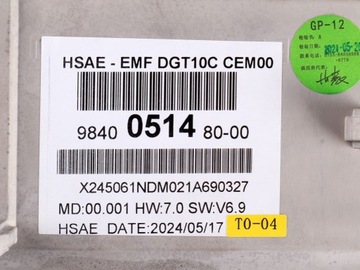 HSAE - EMF DGT10C CEM00
9840 0514 80-00
X245061NDM021A690327
MD:00.001 HW:7.0 SW:V6.9
HSAE DATE:2024/05/17
T0-04
GP-12